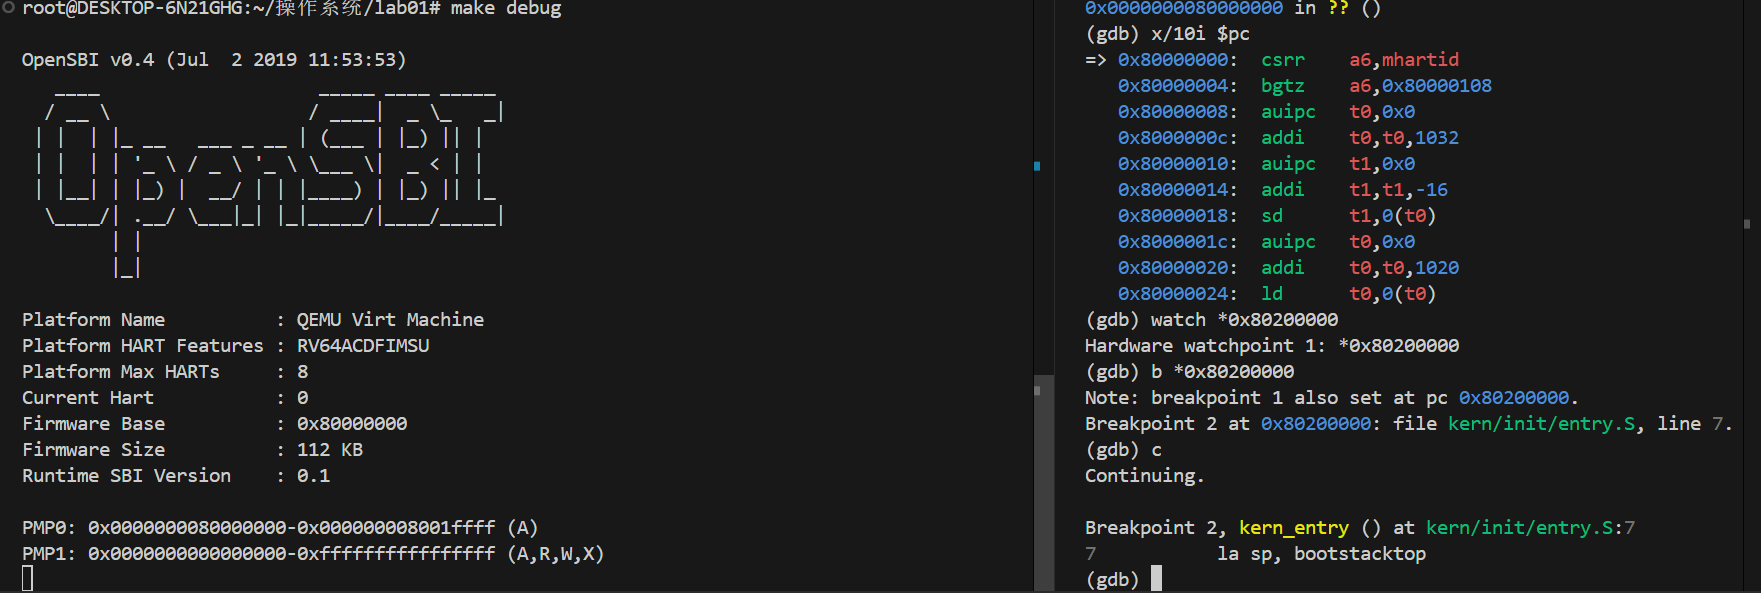 root@DESKTOP-6N21GHG:~/操作系统/lab01# make debug

OpenSBI v0.4 (Jul  2 2019 11:53:53)
   ____                    _____ ____ _____
  / __ \                  / ____|  _ \_   _|
 | |  | |_ __   ___ _ __ | (___ | |_) || |
 | |  | | '_ \ / _ \ '_ \ \___ \|  _ < | |
 | |__| | |_) |  __/ | | |____) | |_) || |_
  \____/| .__/ \___|_| |_|_____/|____/_____|
        | |
        |_|

Platform Name          : QEMU Virt Machine
Platform HART Features : RV64ACDFIMSU
Platform Max HARTs     : 8
Current Hart           : 0
Firmware Base          : 0x80000000
Firmware Size          : 112 KB
Runtime SBI Version    : 0.1

PMP0: 0x0000000080000000-0x000000008001ffff (A)
PMP1: 0x0000000000000000-0xffffffffffffffff (A,R,W,X)
0x0000000080000000 in ?? ()
(gdb) x/10i $pc
=> 0x80000000:  csrr    a6,mhartid
   0x80000004:  bgtz    a6,0x80000108
   0x80000008:  auipc   t0,0x0
   0x8000000c:  addi    t0,t0,1032
   0x80000010:  auipc   t1,0x0
   0x80000014:  addi    t1,t1,-16
   0x80000018:  sd      t1,0(t0)
   0x8000001c:  auipc   t0,0x0
   0x80000020:  addi    t0,t0,1020
   0x80000024:  ld      t0,0(t0)
(gdb) watch *0x80200000
Hardware watchpoint 1: *0x80200000
(gdb) b *0x80200000
Note: breakpoint 1 also set at pc 0x80200000.
Breakpoint 2 at 0x80200000: file kern/init/entry.S, line 7.
(gdb) c
Continuing.

Breakpoint 2, kern_entry () at kern/init/entry.S:7
7           la sp, bootstacktop
(gdb)